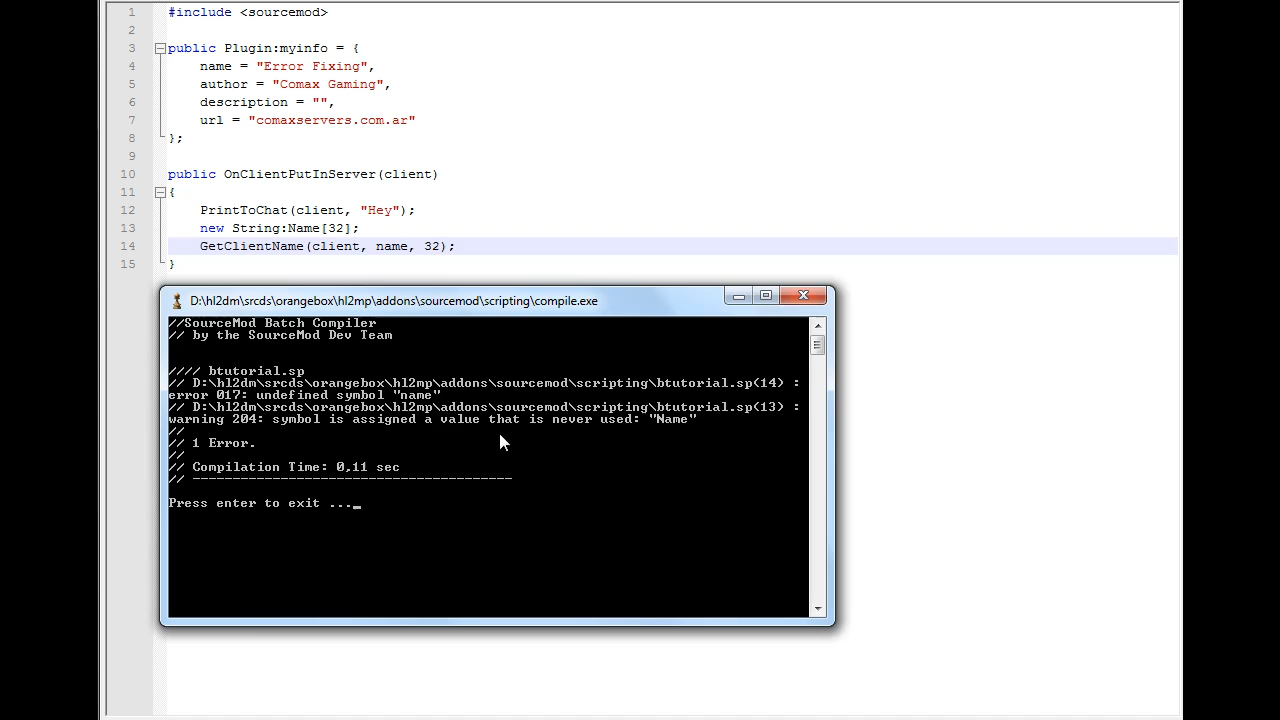 1 #include <sourcemod>
2
3 public Plugin:myinfo = {
4 name = "Error Fixing",
5 author = "Comax Gaming",
6 description = "",
7 url = "comaxservers.com.ar"
8 };
9
10 public OnClientPutInServer(client)
11 {
12 PrintToChat(client, "Hey");
13 new String:Name[32];
14 GetClientName(client, name, 32);
15 }
D:\hl2dm\srcds\orangebox\hl2mp\addons\sourcemod\scripting\compile.exe
//SourceMod Batch Compiler
// by the SourceMod Dev Team
//// btutorial.sp
// D:\hl2dm\srcds\orangebox\hl2mp\addons\sourcemod\scripting\btutorial.sp(14) :
error 017: undefined symbol "name"
// D:\hl2dm\srcds\orangebox\hl2mp\addons\sourcemod\scripting\btutorial.sp(13) :
warning 204: symbol is assigned a value that is never used: "Name"
//
// 1 Error.
//
// Compilation Time: 0,11 sec
// ----------------------------------------
Press enter to exit ..._